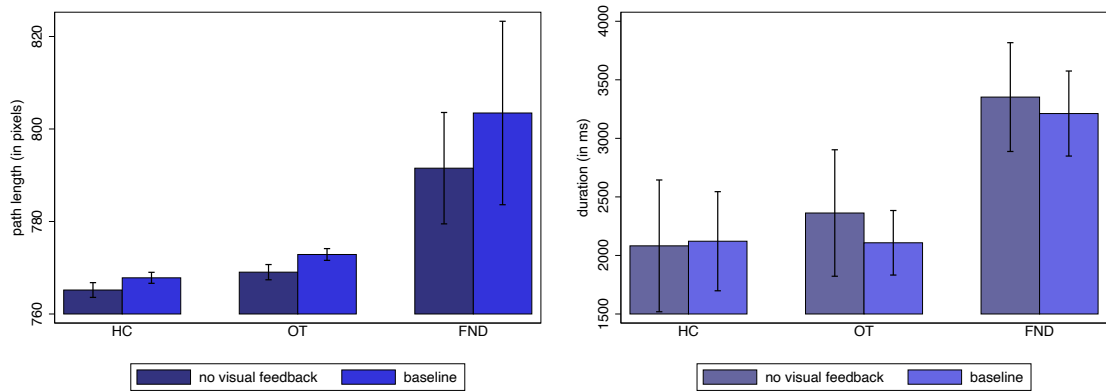 path length (in pixels)
820
800
780
760
HC OT FND
no visual feedback baseline
duration (in ms)
4000
3500
3000
2500
2000
1500
HC OT FND
no visual feedback baseline